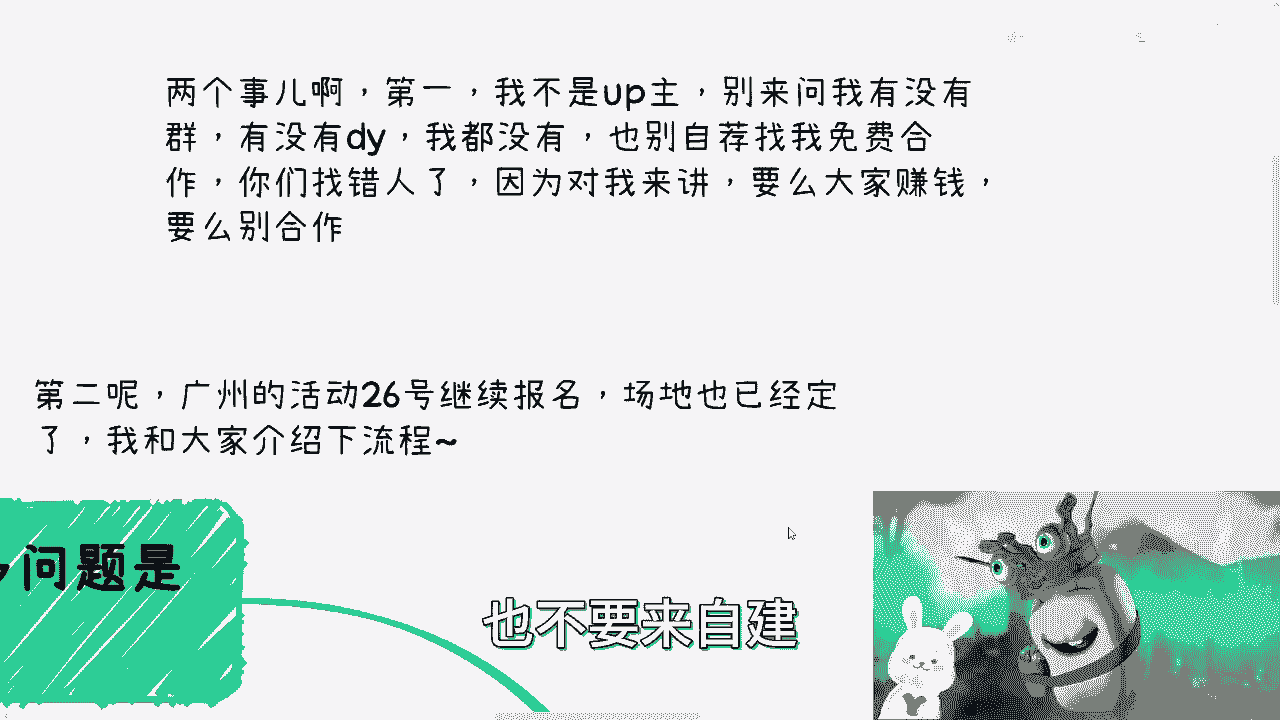 两个事儿啊，第一，我不是up主，别来问我有没有
群，有没有dy，我都没有，也别自荐找我免费合
作，你们找错人了，因为对我来讲，要么大家赚钱，
要么别合作
第二呢，广州的活动26号继续报名，场地也已经定
了，我和大家介绍下流程~
问题是
也不要来自建